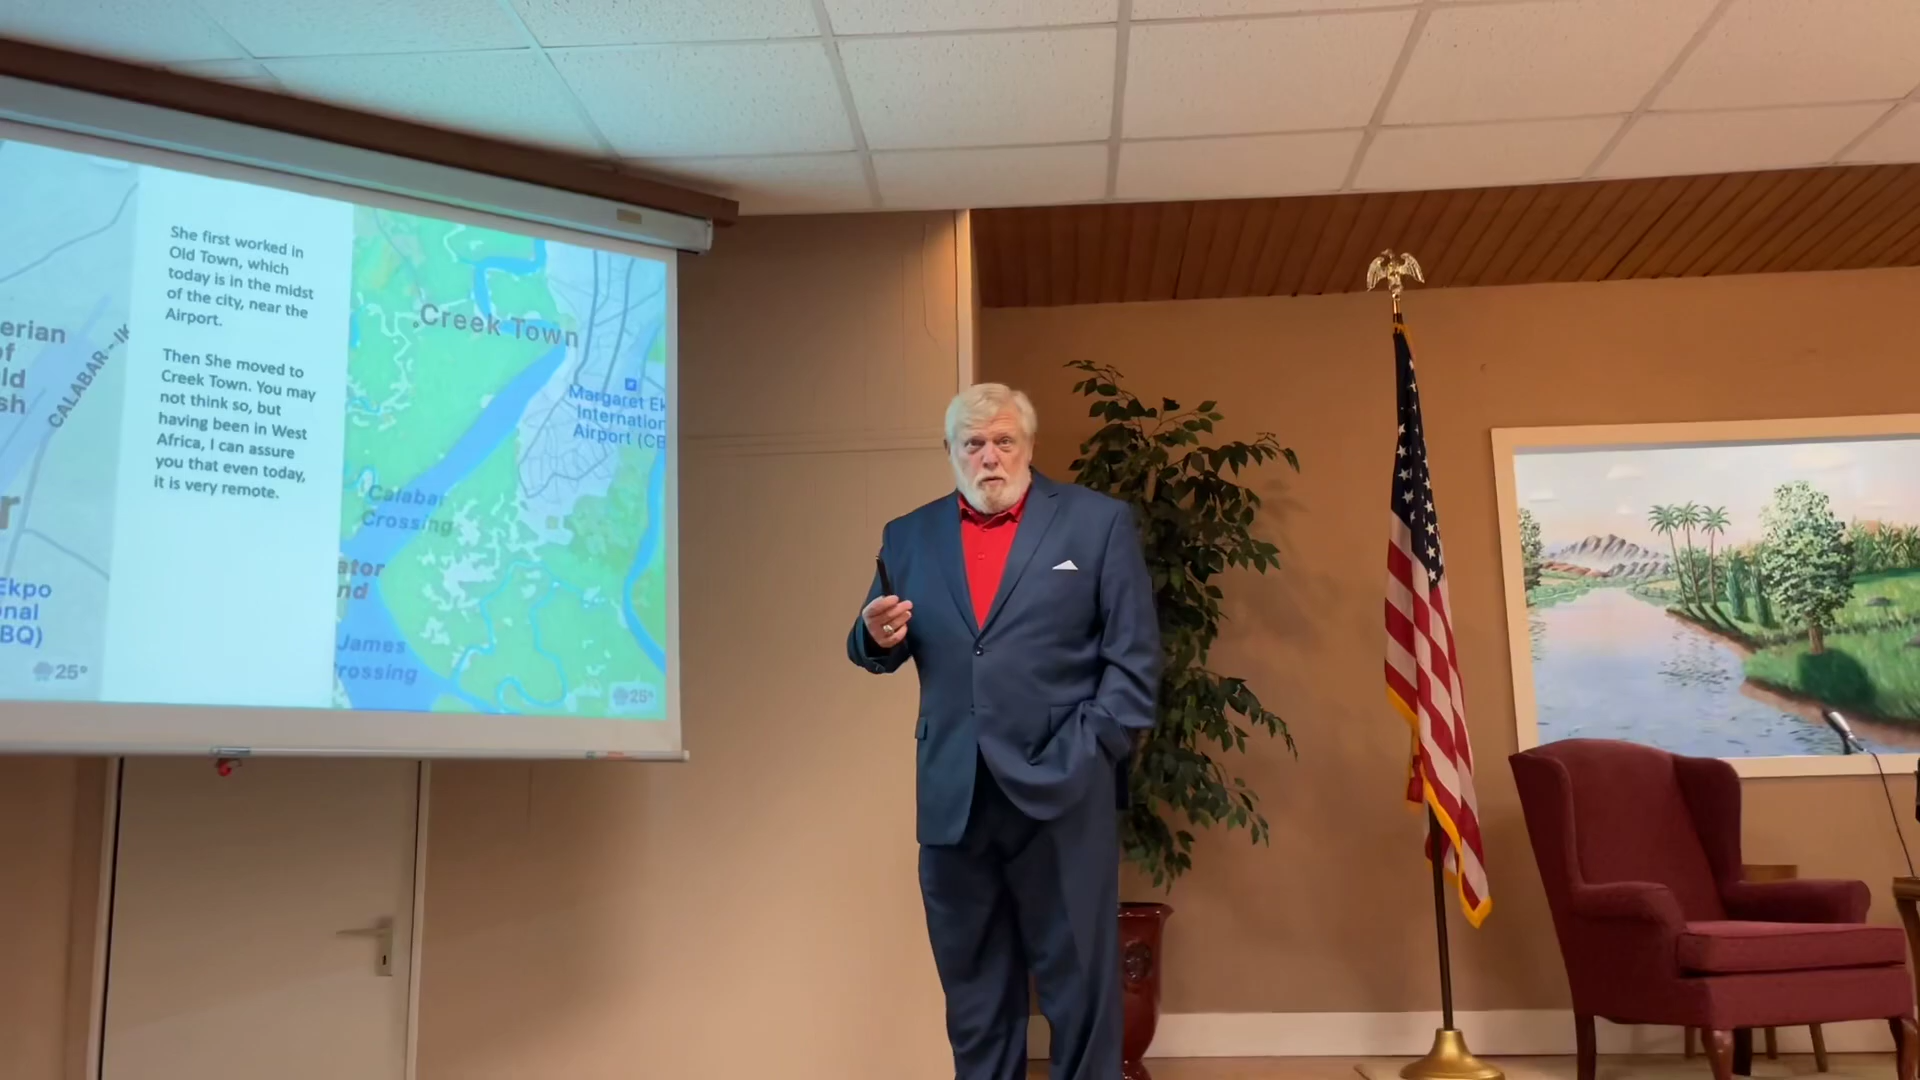 She first worked in
Old Town, which
today is in the midst
of the city, near the
Airport.
Then She moved to
Creek Town. You may
not think so, but
having been in West
Africa, I can assure
you that even today,
it is very remote.
erian
of
ld
sh
CALABAR - IK
r
Ekpo
onal
BQ)
25°
Creek Town
Margaret Ek
Internation
Airport (CB
Calabar
Crossing
ator
nd
James
rossing
25°